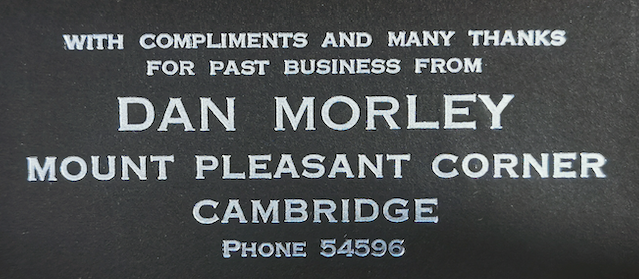 WITH COMPLIMENTS AND MANY THANKS
FOR PAST BUSINESS FROM
DAN MORLEY
MOUNT PLEASANT CORNER
CAMBRIDGE
PHONE 54596